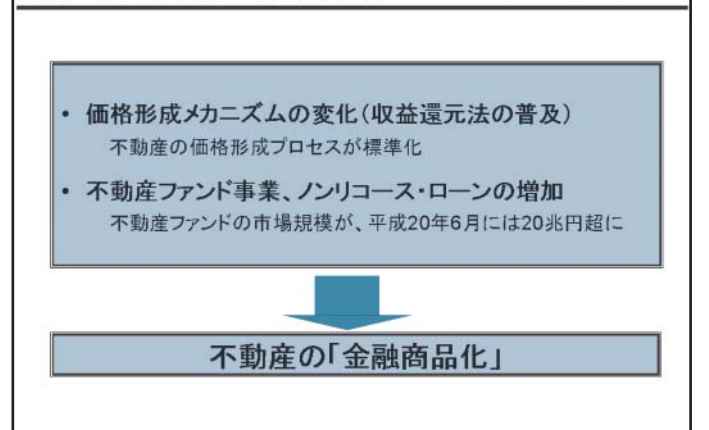 • 価格形成メカニズムの変化(収益還元法の普及)
不動産の価格形成プロセスが標準化
• 不動産ファンド事業、ノンリコース・ローンの増加
不動産ファンドの市場規模が、平成20年6月には20兆円超に
不動産の「金融商品化」